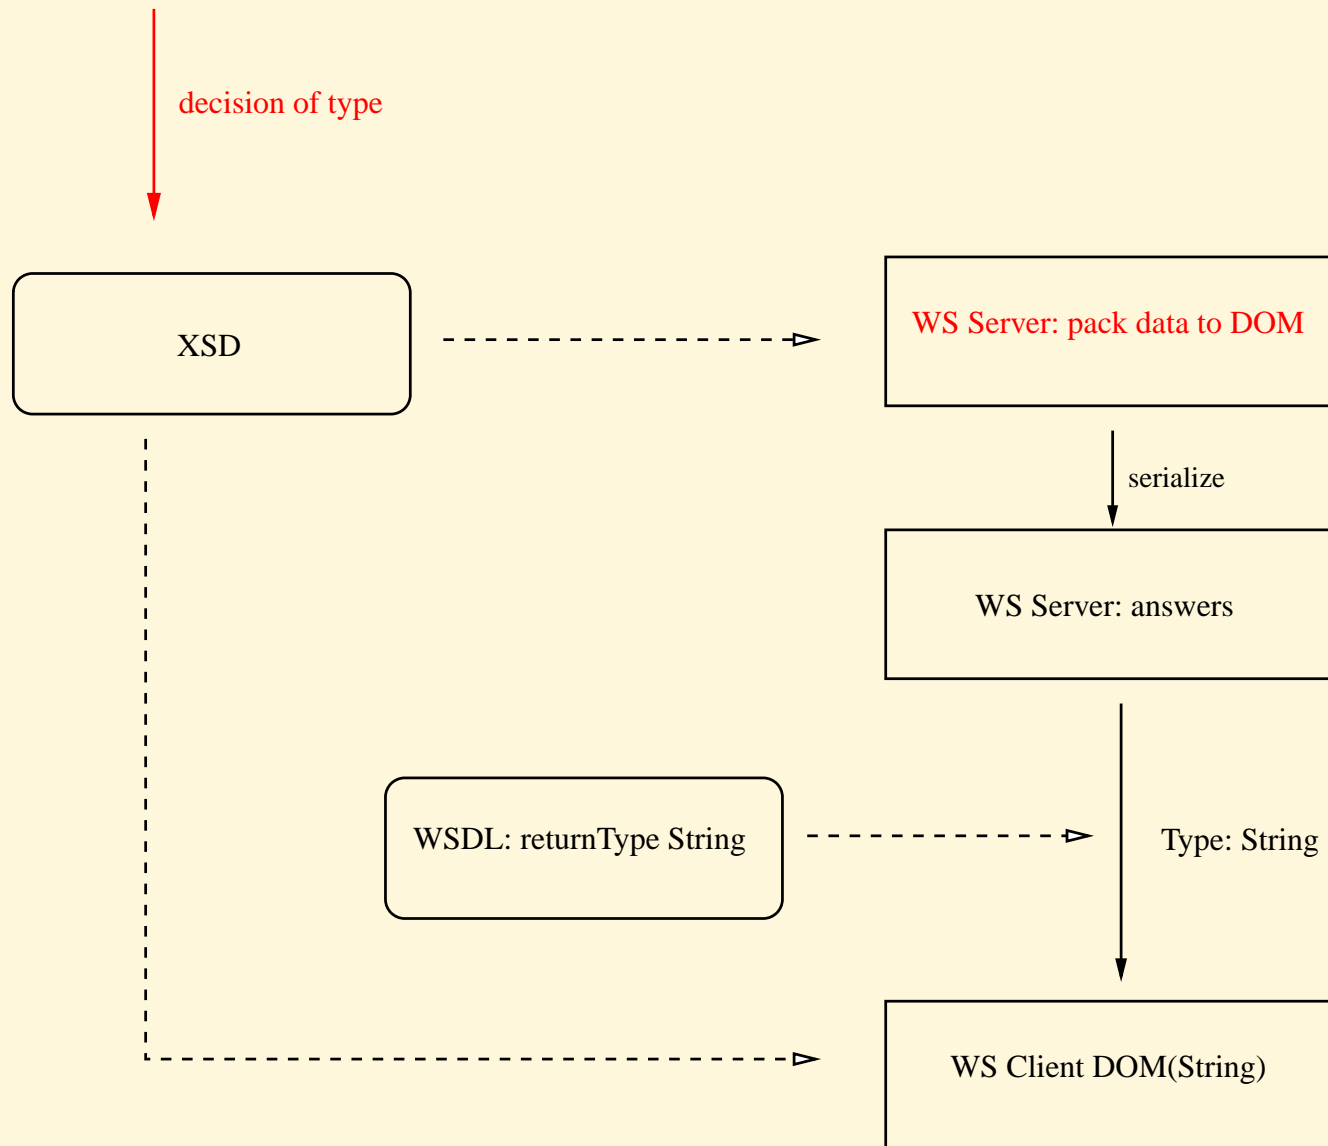 decision of type
XSD
WS Server: pack data to DOM
serialize
WS Server: answers
WSDL: returnType String
Type: String
WS Client DOM(String)